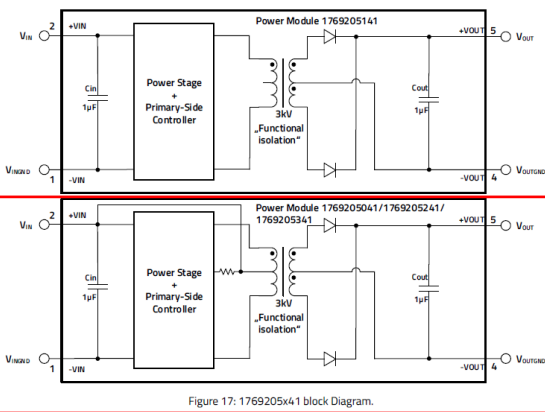 Power Module 1769205141
2
+VIN
VIN
+VOUT
5
VOUT
Cin
1µF
Power Stage
+
Primary-Side
Controller
Cout
1µF
3kV
„Functional
isolation“
VINGND
1
-VIN
-VOUT
4
VOUTGND
Power Module 1769205041/1769205241/
1769205341
2
+VIN
VIN
+VOUT
5
VOUT
Cin
1µF
Power Stage
+
Primary-Side
Controller
Cout
1µF
3kV
„Functional
isolation“
VINGND
1
-VIN
-VOUT
4
VOUTGND
Figure 17: 1769205x41 block Diagram.